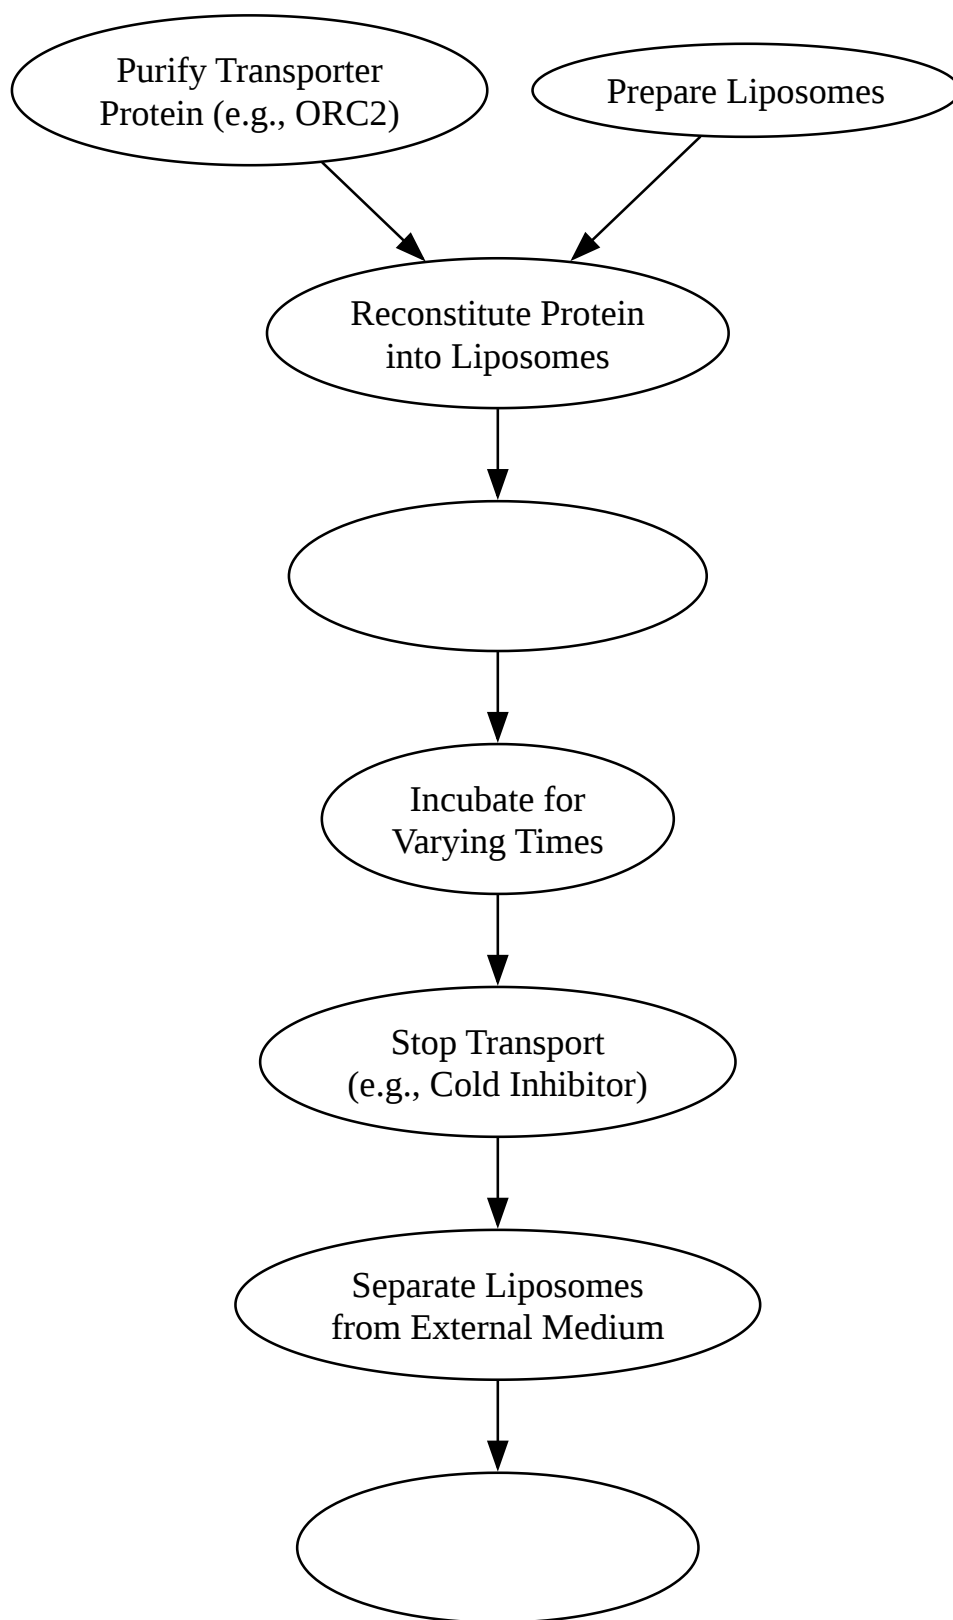 Purify Transporter
Protein (e.g., ORC2)
Prepare Liposomes
Reconstitute Protein
into Liposomes
Incubate for
Varying Times
Stop Transport
(e.g., Cold Inhibitor)
Separate Liposomes
from External Medium